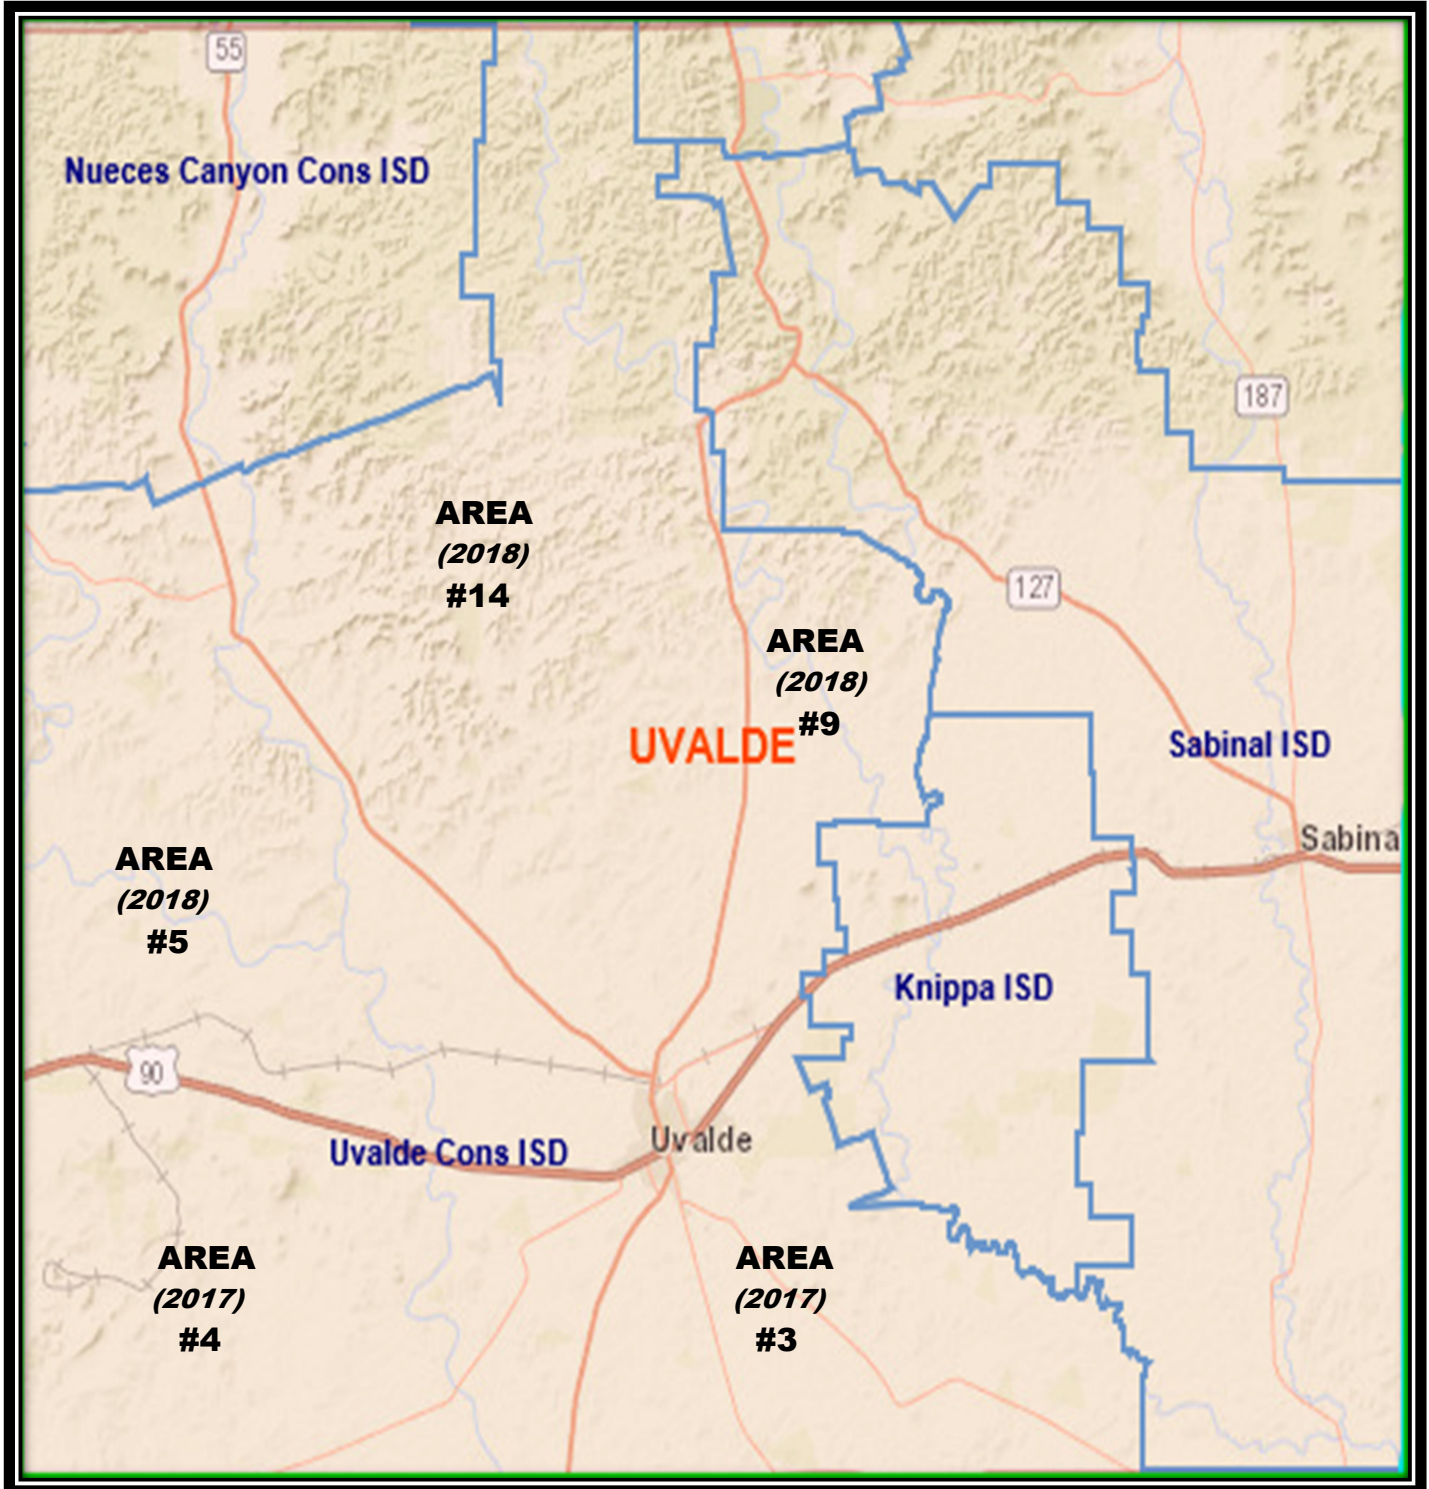 55
Nueces Canyon Cons ISD
187
AREA
(2018)
#14
127
AREA
(2018)
#9
UVALDE
Sabinal ISD
Sabina
AREA
(2018)
#5
Knippa ISD
90
Uvalde
Uvalde Cons ISD
AREA
(2017)
#4
AREA
(2017)
#3